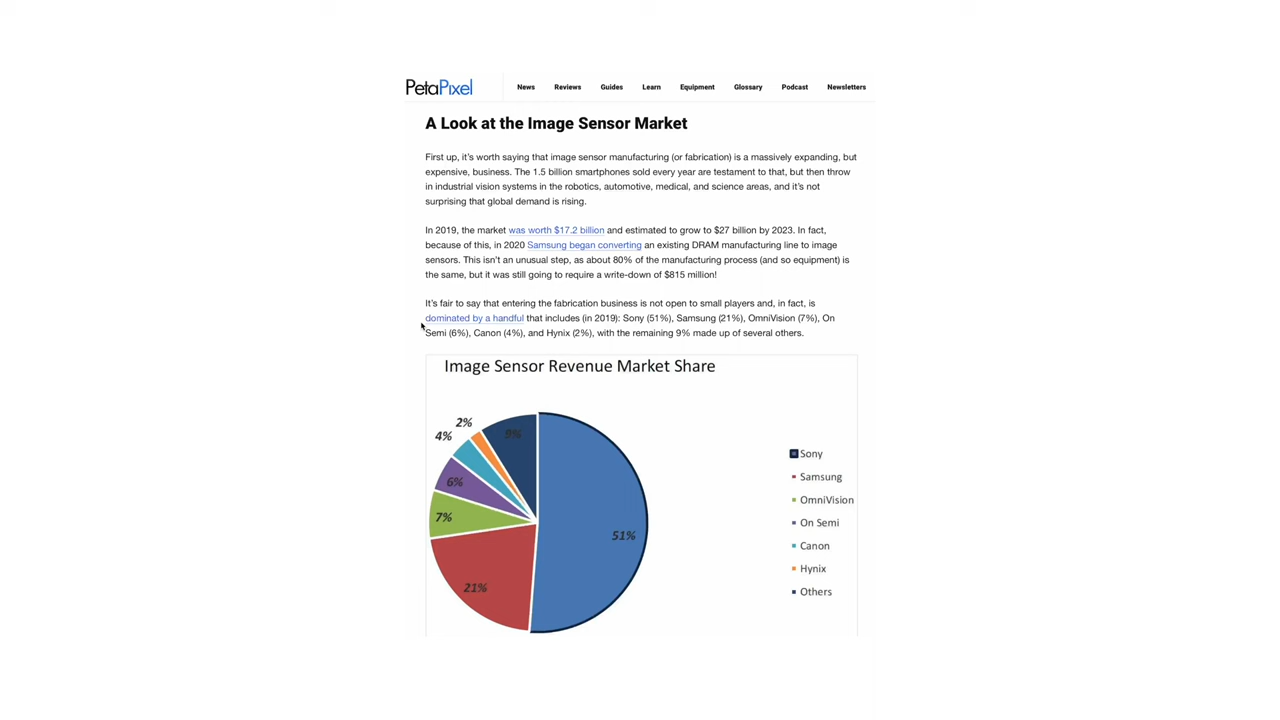 PetaPixel
News Reviews Guides Learn Equipment Glossary Podcast Newsletters
A Look at the Image Sensor Market
First up, it's worth saying that image sensor manufacturing (or fabrication) is a massively expanding, but
expensive, business. The 1.5 billion smartphones sold every year are testament to that, but then throw
in industrial vision systems in the robotics, automotive, medical, and science areas, and it's not
surprising that global demand is rising.
In 2019, the market was worth $17.2 billion and estimated to grow to $27 billion by 2023. In fact,
because of this, in 2020 Samsung began converting an existing DRAM manufacturing line to image
sensors. This isn't an unusual step, as about 80% of the manufacturing process (and so equipment) is
the same, but it was still going to require a write-down of $815 million!
It's fair to say that entering the fabrication business is not open to small players and, in fact, is
dominated by a handful that includes (in 2019): Sony (51%), Samsung (21%), OmniVision (7%), On
Semi (6%), Canon (4%), and Hynix (2%), with the remaining 9% made up of several others.
Image Sensor Revenue Market Share
2%
4%
9%
6%
7%
51%
21%
Sony
Samsung
OmniVision
On Semi
Canon
Hynix
Others